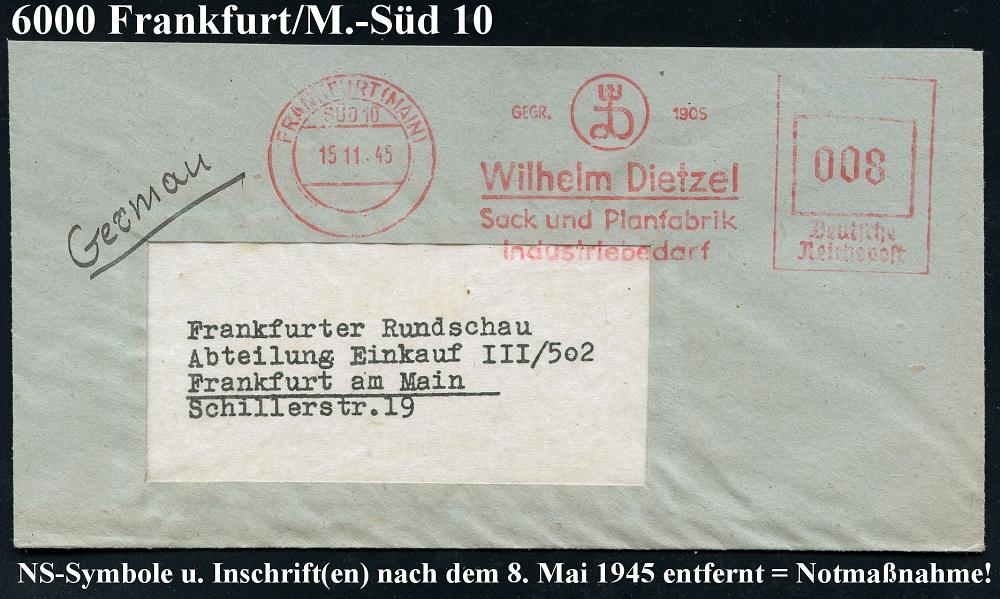 6000 Frankfurt/M.-Süd 10
FRANKFURT(MAIN)
SÜD 10
15 11.45
GEGR. 1905
Wilhelm Dietzel
Sack und Planfabrik
Industriebedarf
008
Deutsche
Reichspost
German
Frankfurter Rundschau
Abteilung Einkauf III/502
Frankfurt am Main
Schillerstr.19
NS-Symbole u. Inschrift(en) nach dem 8. Mai 1945 entfernt = Notmaßnahme!